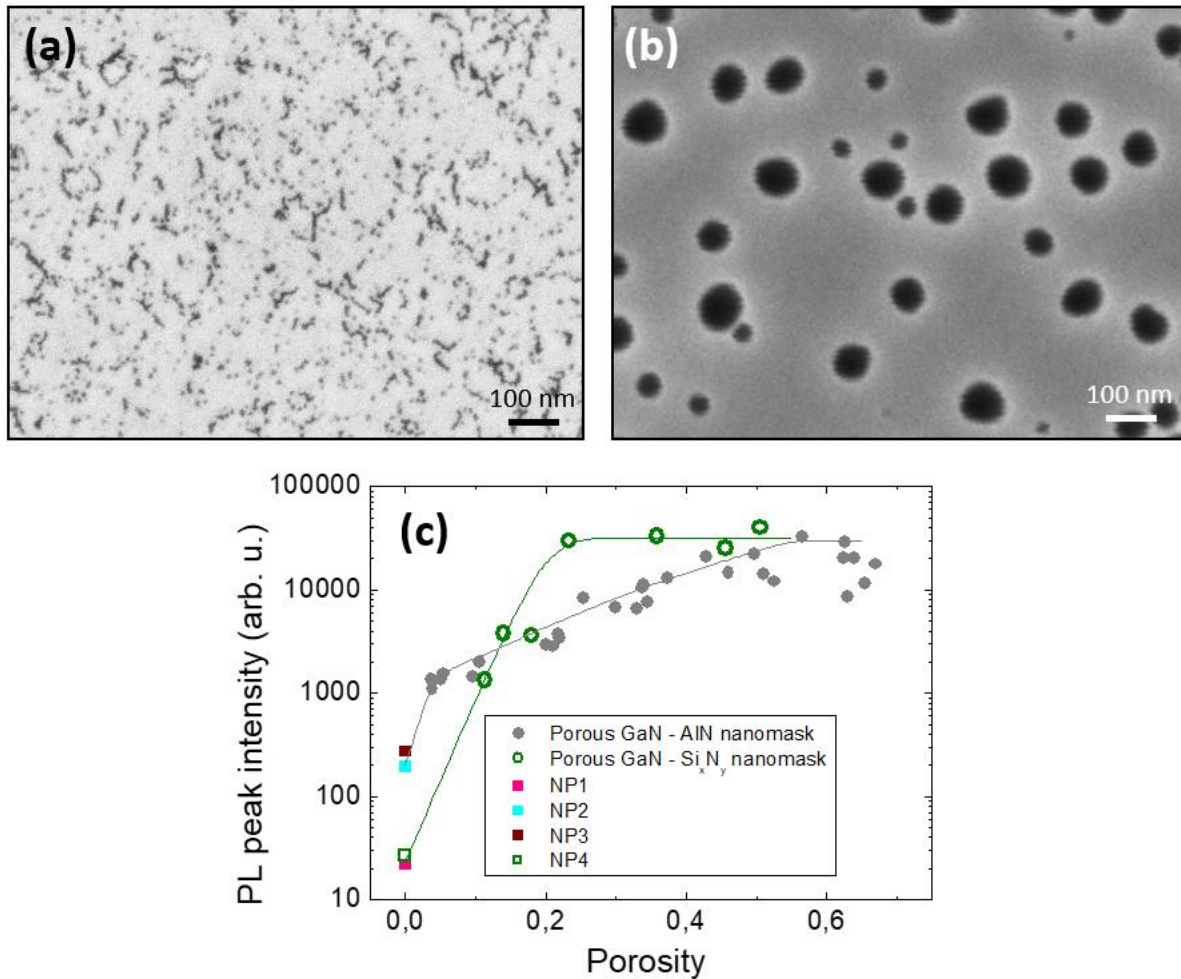 (a)
100 nm
(b)
100 nm
(c)
PL peak intensity (arb. u.)
100000
10000
1000
100
10
Porous GaN - AlN nanomask
Porous GaN - SixNy nanomask
NP1
NP2
NP3
NP4
0,0 0,2 0,4 0,6
Porosity